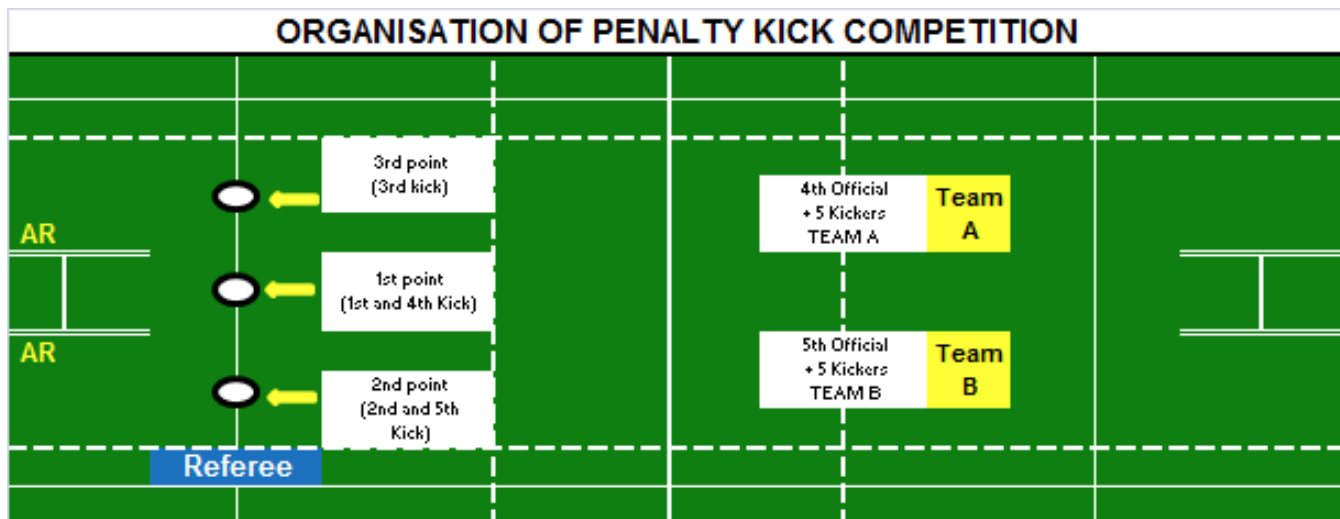 ORGANISATION OF PENALTY KICK COMPETITION
3rd point
(3rd kick)
4th Official
+ 5 Kickers
TEAM A
Team
A
AR
1st point
(1st and 4th Kick)
AR
5th Official
+ 5 Kickers
TEAM B
Team
B
2nd point
(2nd and 5th
Kick)
Referee